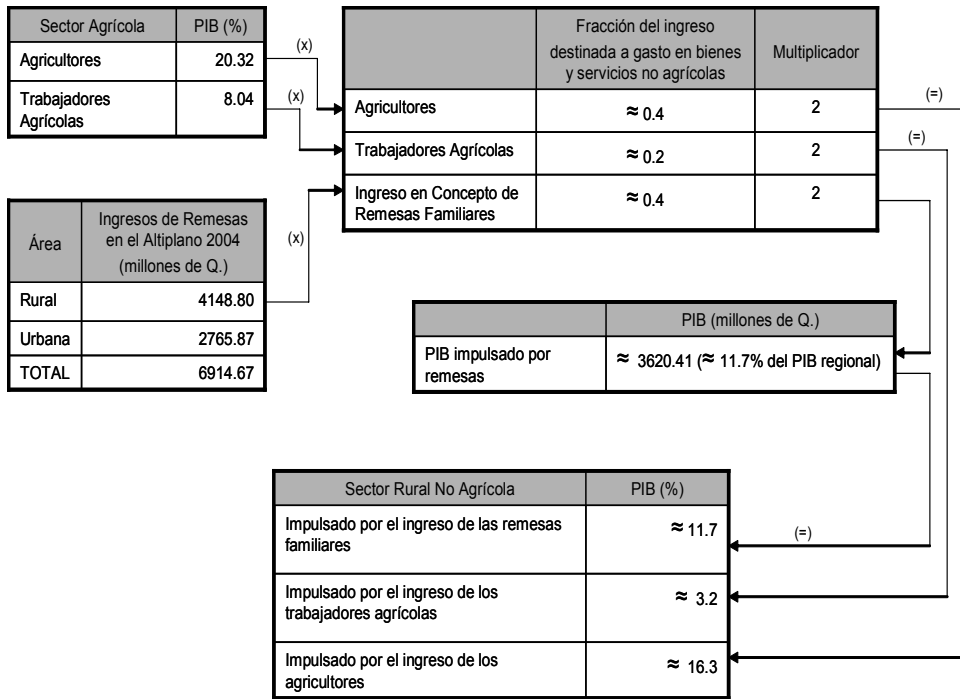 Sector Agrícola PIB (%)
Agricultores 20.32
Trabajadores
Agrícolas 8.04
(x)
(x)
Fracción del ingreso
destinada a gasto en bienes
y servicios no agrícolas Multiplicador
Agricultores ≈ 0.4 2
Trabajadores Agrícolas ≈ 0.2 2
Ingreso en Concepto de
Remesas Familiares ≈ 0.4 2
(=)
(=)
Área Ingresos de Remesas
en el Altiplano 2004
(millones de Q.)
Rural 4148.80
Urbana 2765.87
TOTAL 6914.67
(x)
PIB (millones de Q.)
PIB impulsado por
remesas ≈ 3620.41 (≈ 11.7% del PIB regional)
Sector Rural No Agrícola PIB (%)
Impulsado por el ingreso de las remesas
familiares ≈ 11.7
(=)
Impulsado por el ingreso de los
trabajadores agrícolas ≈ 3.2
Impulsado por el ingreso de los
agricultores ≈ 16.3